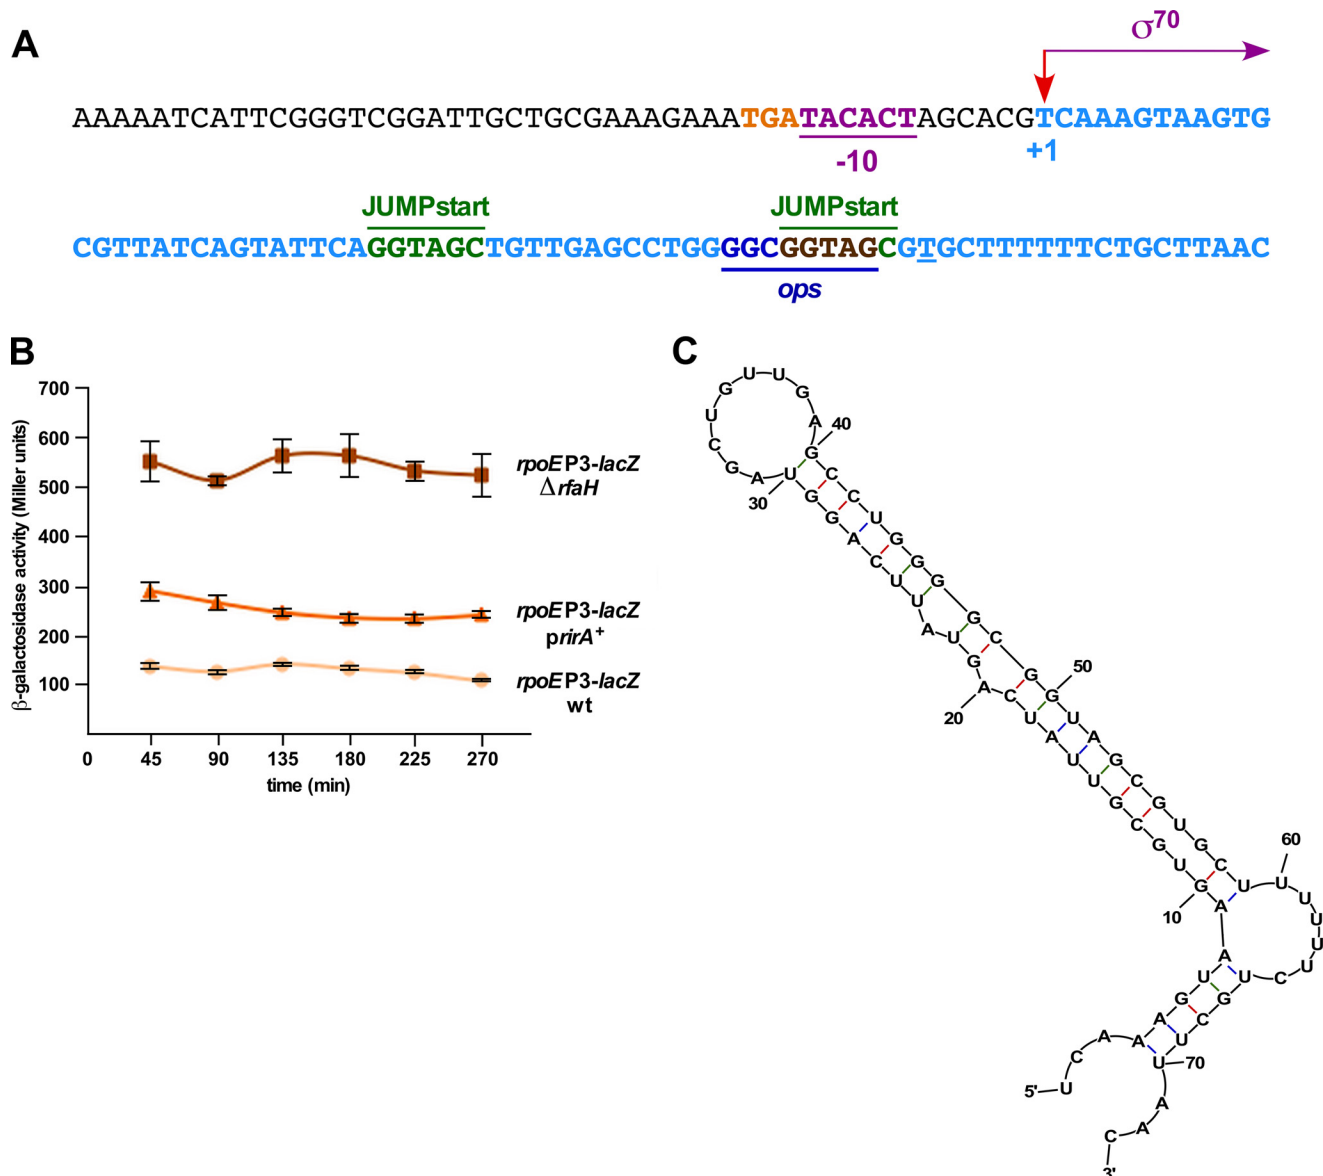 A
σ70
AAAAATCATTCGGGTCGGATTGCTGCGAAAGAAATGATACACTAGCACGTCAAAGTAAGTG
-10
+1
JUMPstart
JUMPstart
CGTTATCAGTATTCAGGTAGCTGTTGAGCCTGGGGCGGTAGCGTGCTTTTTTCTGCTTAAC
ops
B
β-galactosidase activity (Miller units)
700
600
500
400
300
200
100
0
45
90
135
180
225
270
time (min)
rpoEP3-lacZ
ΔrfaH
rpoEP3-lacZ
prirA+
rpoEP3-lacZ
wt
C
5'
UCAAAGUAAGUGCGUUAUCAGUAUUCAGGUAGCUGUUGAGCCUGGGGCGGUAGCGUGCUUUUUUCUGCUUAAC
3'
10
20
30
40
50
60
70